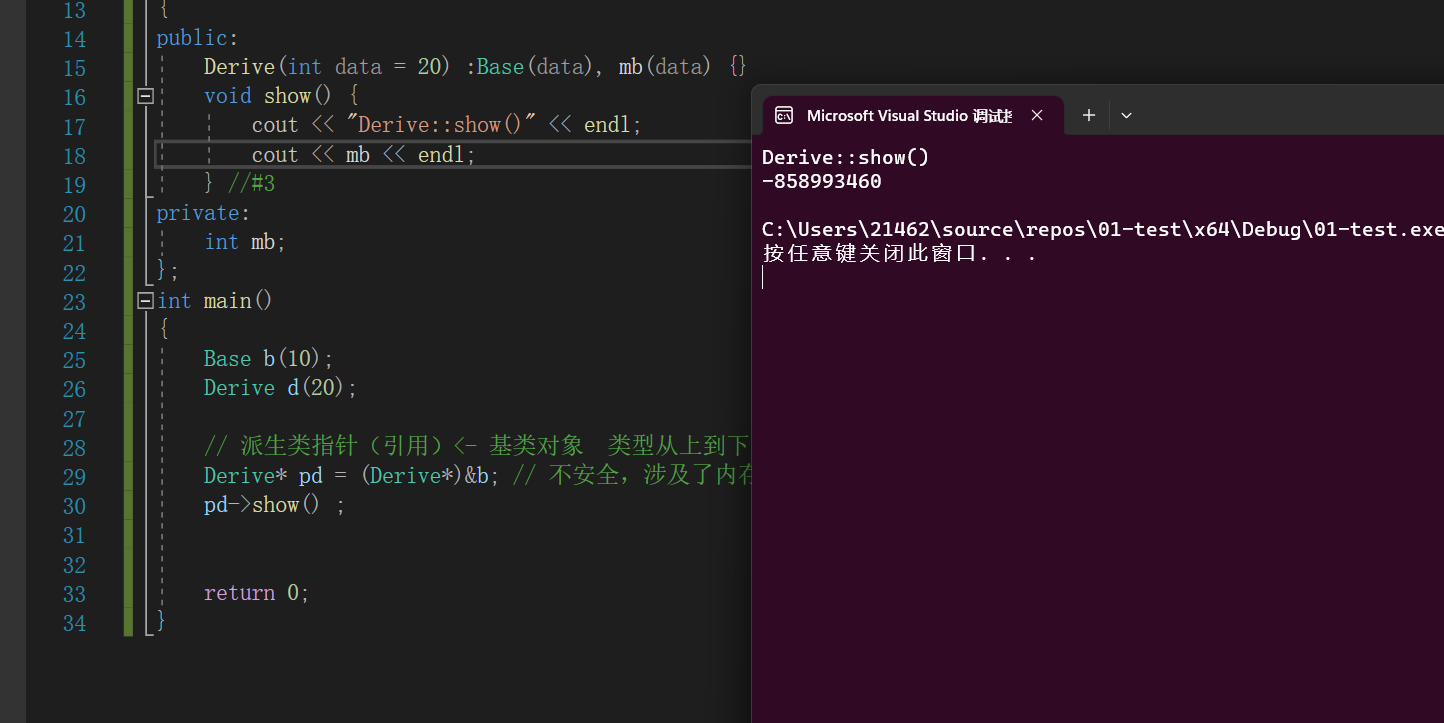 13 {
14 public:
15 Derive(int data = 20) :Base(data), mb(data) {}
16 void show() {
17 cout << "Derive::show()" << endl;
18 cout << mb << endl;
19 } //#3
20 private:
21 int mb;
22 };
23 int main()
24 {
25 Base b(10);
26 Derive d(20);
27
28 // 派生类指针（引用）<- 基类对象 类型从上到下
29 Derive* pd = (Derive*)&b; // 不安全，涉及了内存
30 pd->show() ;
31
32
33 return 0;
34 }
Microsoft Visual Studio 调试
Derive::show()
-858993460
C:\Users\21462\source\repos\01-test\x64\Debug\01-test.exe
按任意键关闭此窗口. . .